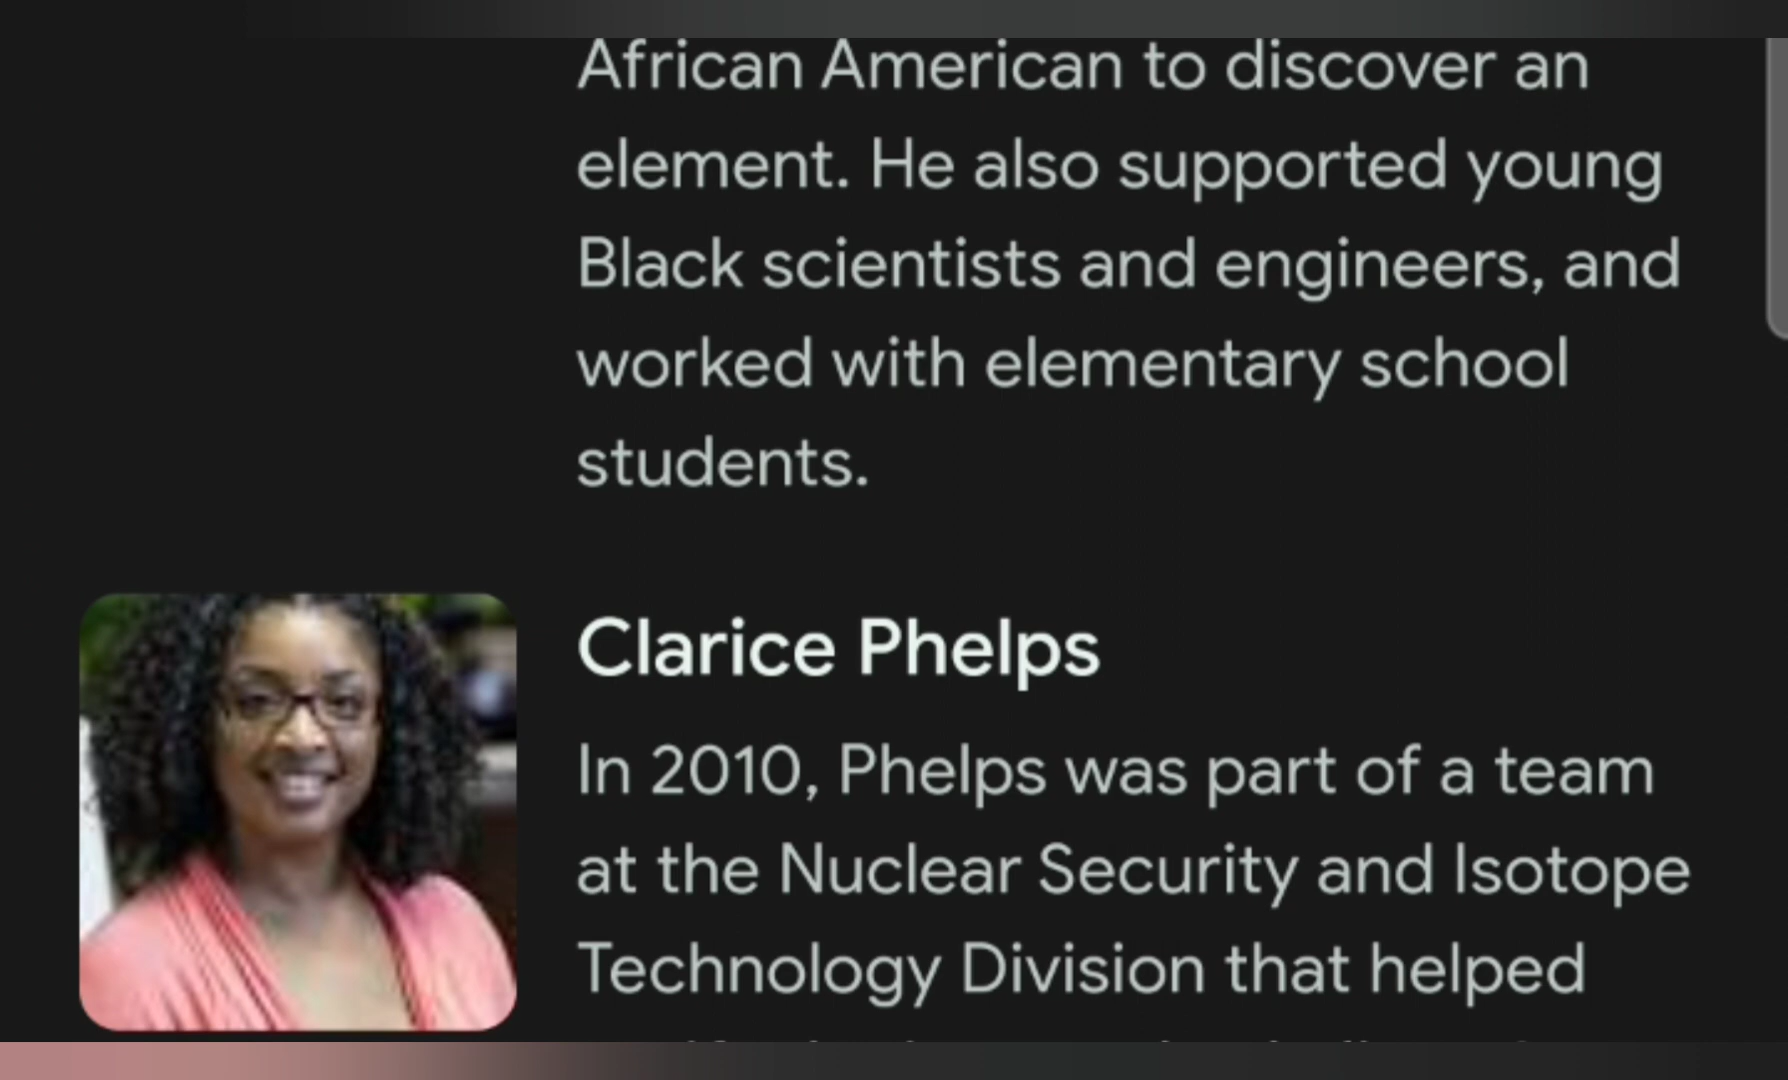 African American to discover an
element. He also supported young
Black scientists and engineers, and
worked with elementary school
students.
Clarice Phelps
In 2010, Phelps was part of a team
at the Nuclear Security and Isotope
Technology Division that helped